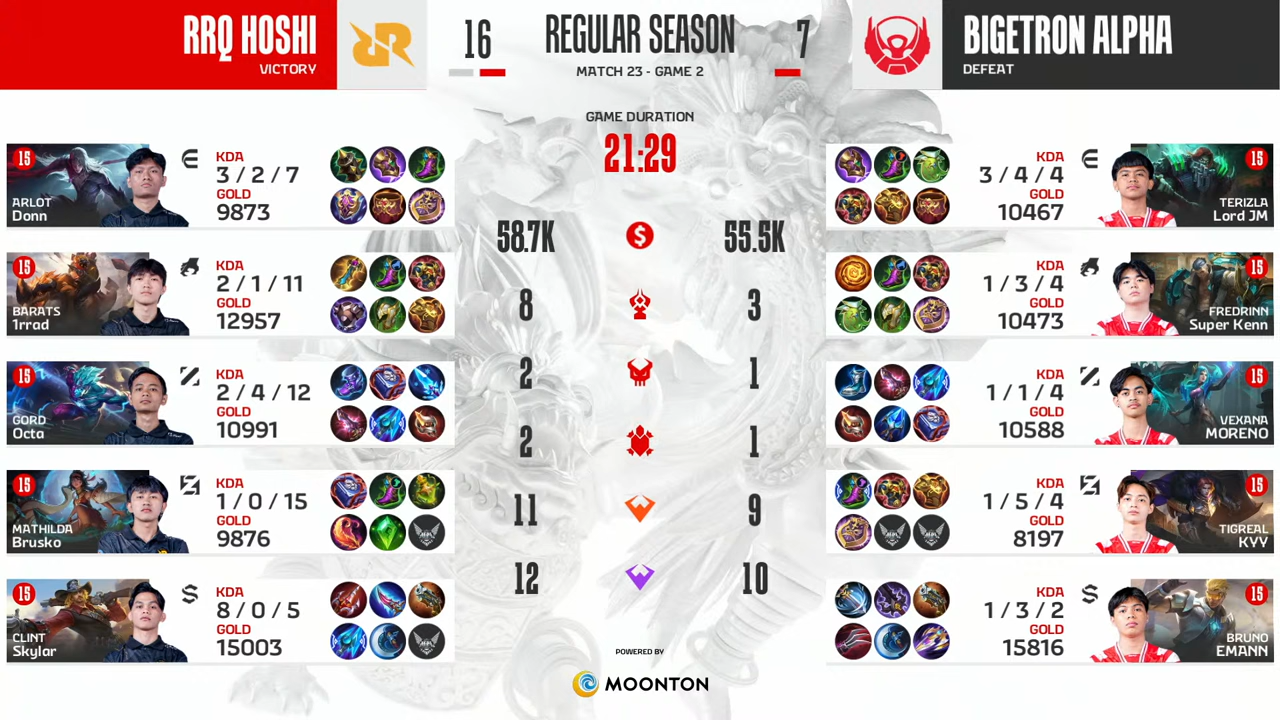 RRQ HOSHI
VICTORY
16
REGULAR SEASON
MATCH 23 - GAME 2
7
BIGETRON ALPHA
DEFEAT
GAME DURATION
21:29
15
ARLOT
Donn
KDA
3 / 2 / 7
GOLD
9873
15
BARATS
1rrad
KDA
2 / 1 / 11
GOLD
12957
15
GORD
Octa
KDA
2 / 4 / 12
GOLD
10991
15
MATHILDA
Brusko
KDA
1 / 0 / 15
GOLD
9876
15
CLINT
Skylar
KDA
8 / 0 / 5
GOLD
15003
58.7K
55.5K
8
3
2
1
2
1
11
9
12
10
KDA
3 / 4 / 4
GOLD
10467
15
TERIZLA
Lord JM
KDA
1 / 3 / 4
GOLD
10473
15
FREDRINN
Super Kenn
KDA
1 / 1 / 4
GOLD
10588
15
VEXANA
MORENO
KDA
1 / 5 / 4
GOLD
8197
15
TIGREAL
KYY
KDA
1 / 3 / 2
GOLD
15816
15
BRUNO
EMANN
POWERED BY
MOONTON